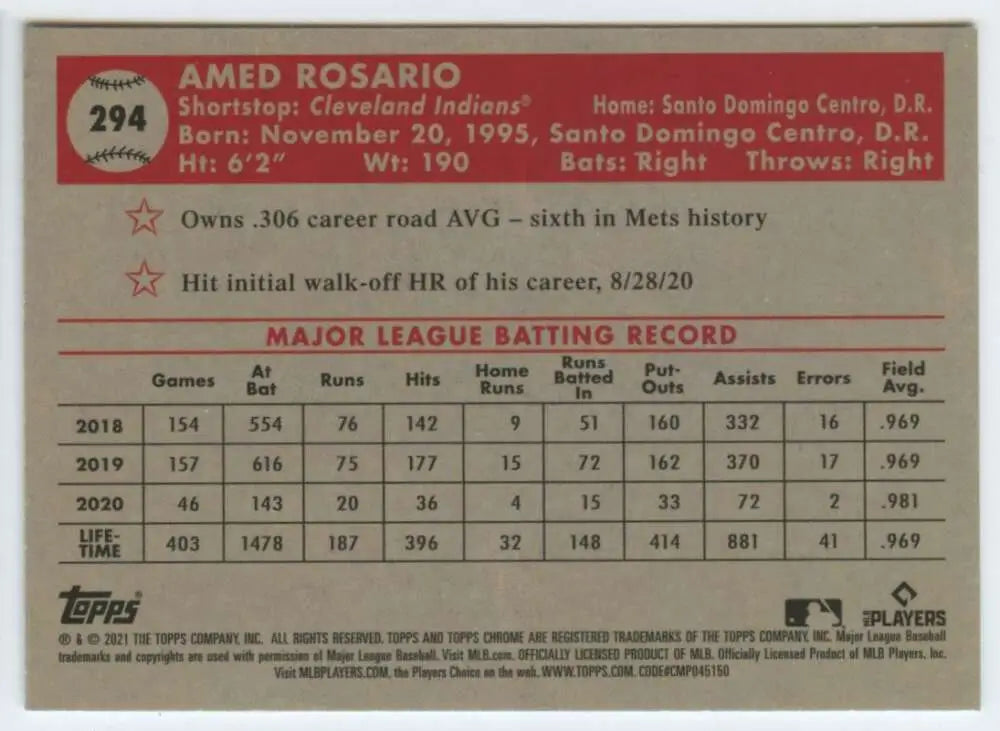 294
AMED ROSARIO
Shortstop: Cleveland Indians® Home: Santo Domingo Centro, D.R.
Born: November 20, 1995, Santo Domingo Centro, D.R.
Ht: 6'2" Wt: 190 Bats: Right Throws: Right
Owns .306 career road AVG – sixth in Mets history
Hit initial walk-off HR of his career, 8/28/20
MAJOR LEAGUE BATTING RECORD
Games At Bat Runs Hits Home Runs Runs Batted In Put-Outs Assists Errors Field Avg.
2018 154 554 76 142 9 51 160 332 16 .969
2019 157 616 75 177 15 72 162 370 17 .969
2020 46 143 20 36 4 15 33 72 2 .981
LIFE-TIME 403 1478 187 396 32 148 414 881 41 .969
Topps® MLB PLAYERS
® & © 2021 THE TOPPS COMPANY, INC. ALL RIGHTS RESERVED. TOPPS AND TOPPS CHROME ARE REGISTERED TRADEMARKS OF THE TOPPS COMPANY, INC. Major League Baseball
trademarks and copyrights are used with permission of Major League Baseball. Visit MLB.com. OFFICIALLY LICENSED PRODUCT OF MLB. Officially Licensed Product of MLB Players, Inc.
Visit MLBPLAYERS.COM, the Players Choice on the web. WWW.TOPPS.COM. CODE#CMP045150